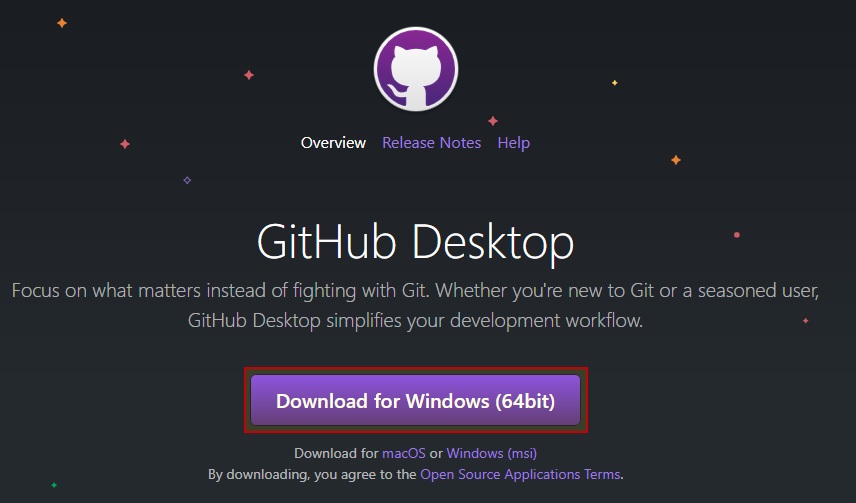 Overview Release Notes Help
GitHub Desktop
Focus on what matters instead of fighting with Git. Whether you're new to Git or a seasoned user,
GitHub Desktop simplifies your development workflow.
Download for Windows (64bit)
Download for macOS or Windows (msi)
By downloading, you agree to the Open Source Applications Terms.